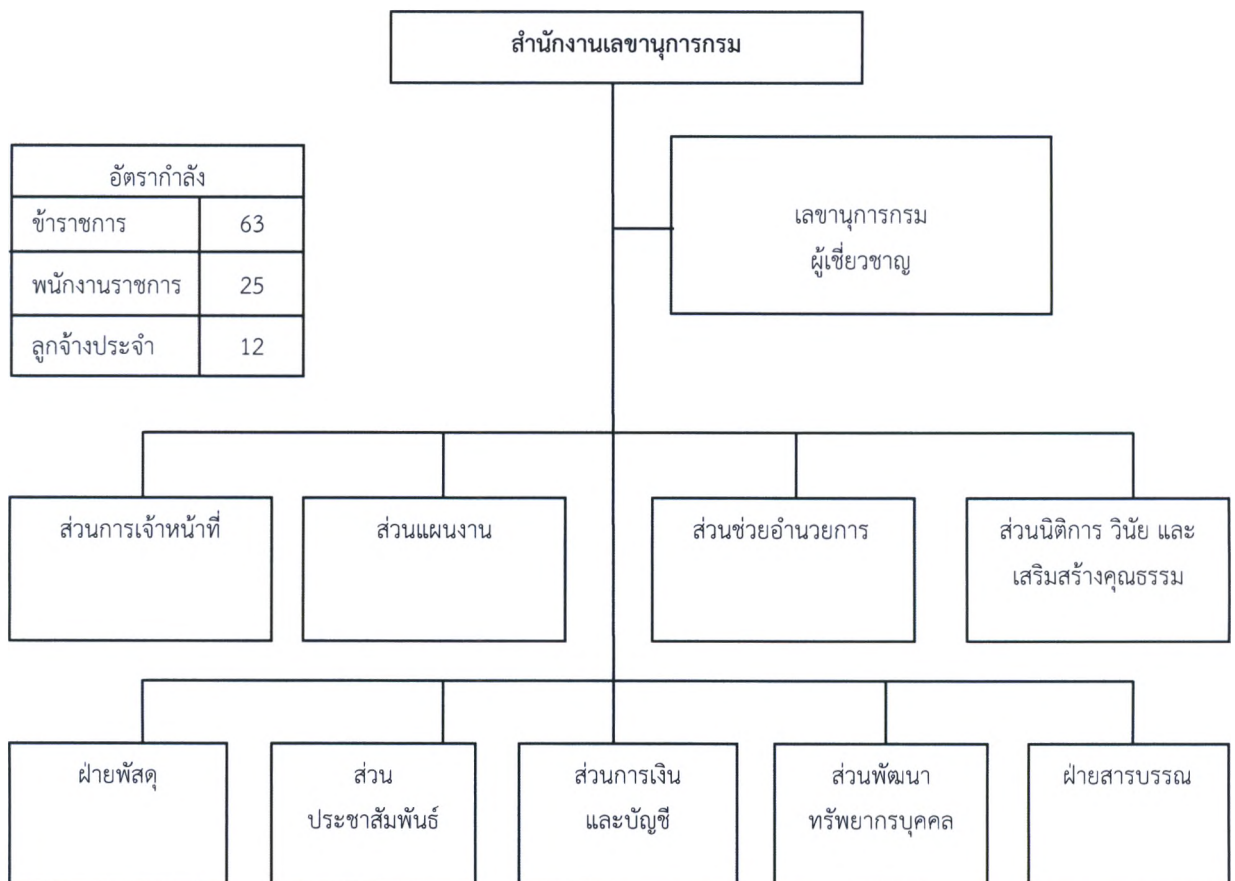 สำนักงานเลขานุการกรม
อัตรากำลัง
ข้าราชการ 63
พนักงานราชการ 25
ลูกจ้างประจำ 12
เลขานุการกรม
ผู้เชี่ยวชาญ
ส่วนการเจ้าหน้าที่
ส่วนแผนงาน
ส่วนช่วยอำนวยการ
ส่วนนิติการ วินัย และ
เสริมสร้างคุณธรรม
ฝ่ายพัสดุ
ส่วน
ประชาสัมพันธ์
ส่วนการเงิน
และบัญชี
ส่วนพัฒนา
ทรัพยากรบุคคล
ฝ่ายสารบรรณ